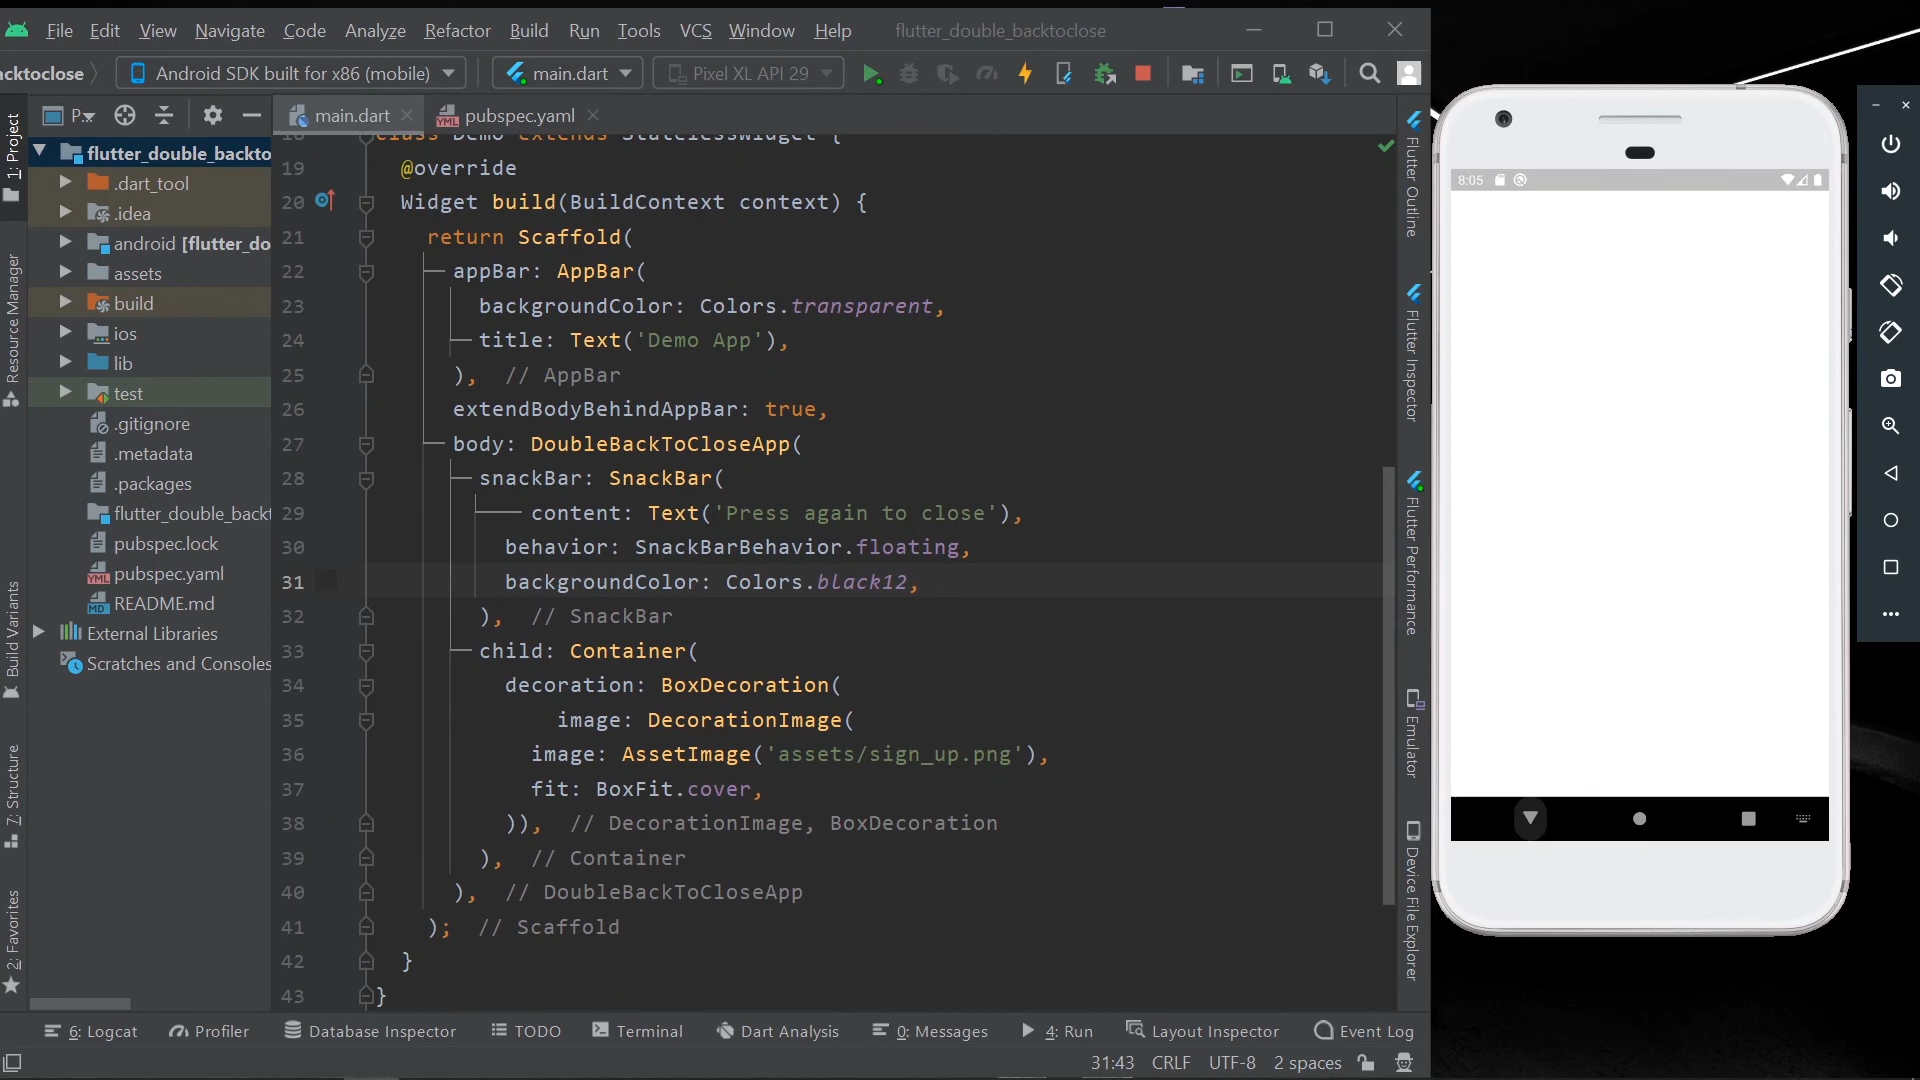 File Edit View Navigate Code Analyze Refactor Build Run Tools VCS Window Help flutter_double_backtoclose
acktoclose Android SDK built for x86 (mobile) main.dart Pixel XL API 29
P... main.dart pubspec.yaml
1: Project
Resource Manager
Build Variants
7: Structure
2: Favorites
flutter_double_backto
.dart_tool
.idea
android [flutter_do
assets
build
ios
lib
test
.gitignore
.metadata
.packages
flutter_double_backt
pubspec.lock
pubspec.yaml
README.md
External Libraries
Scratches and Consoles
18 class Demo extends StatelessWidget {
19 @override
20 Widget build(BuildContext context) {
21 return Scaffold(
22 appBar: AppBar(
23 backgroundColor: Colors.transparent,
24 title: Text('Demo App'),
25 ), // AppBar
26 extendBodyBehindAppBar: true,
27 body: DoubleBackToCloseApp(
28 snackBar: SnackBar(
29 content: Text('Press again to close'),
30 behavior: SnackBarBehavior.floating,
31 backgroundColor: Colors.black12,
32 ), // SnackBar
33 child: Container(
34 decoration: BoxDecoration(
35 image: DecorationImage(
36 image: AssetImage('assets/sign_up.png'),
37 fit: BoxFit.cover,
38 )), // DecorationImage, BoxDecoration
39 ), // Container
40 ), // DoubleBackToCloseApp
41 ); // Scaffold
42 }
43 }
Flutter Outline
Flutter Inspector
Flutter Performance
Emulator
Device File Explorer
8:05
6: Logcat Profiler Database Inspector TODO Terminal Dart Analysis 0: Messages 4: Run Layout Inspector Event Log
31:43 CRLF UTF-8 2 spaces